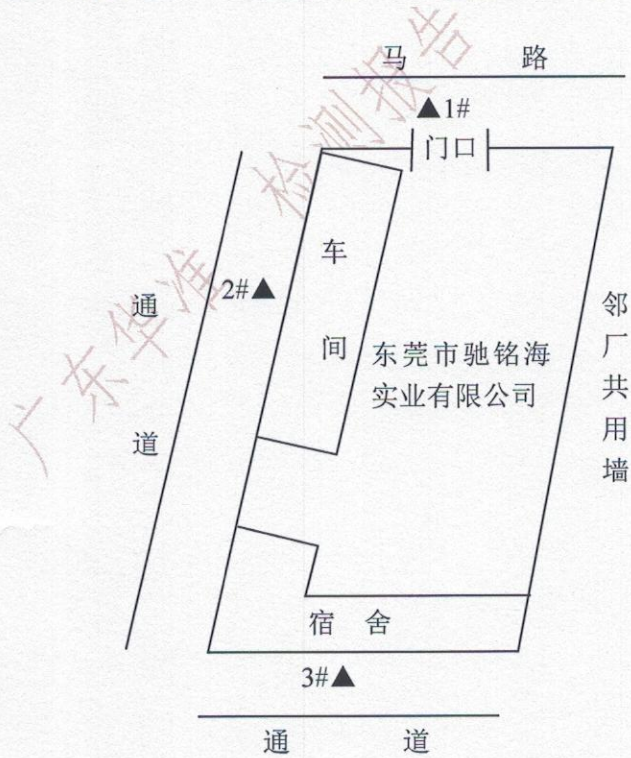 马 路
▲1#
门口
车间
2#▲
通道
东莞市驰铭海
实业有限公司
邻厂共用墙
宿 舍
3#▲
通 道
广东华准 检测报告